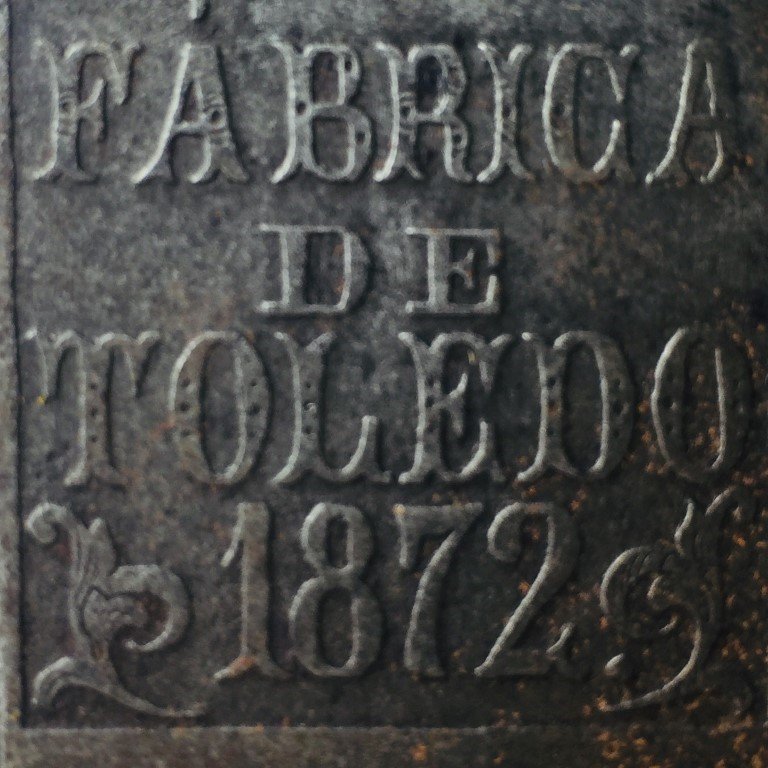 FÁBRICA
DE
TOLEDO
1872